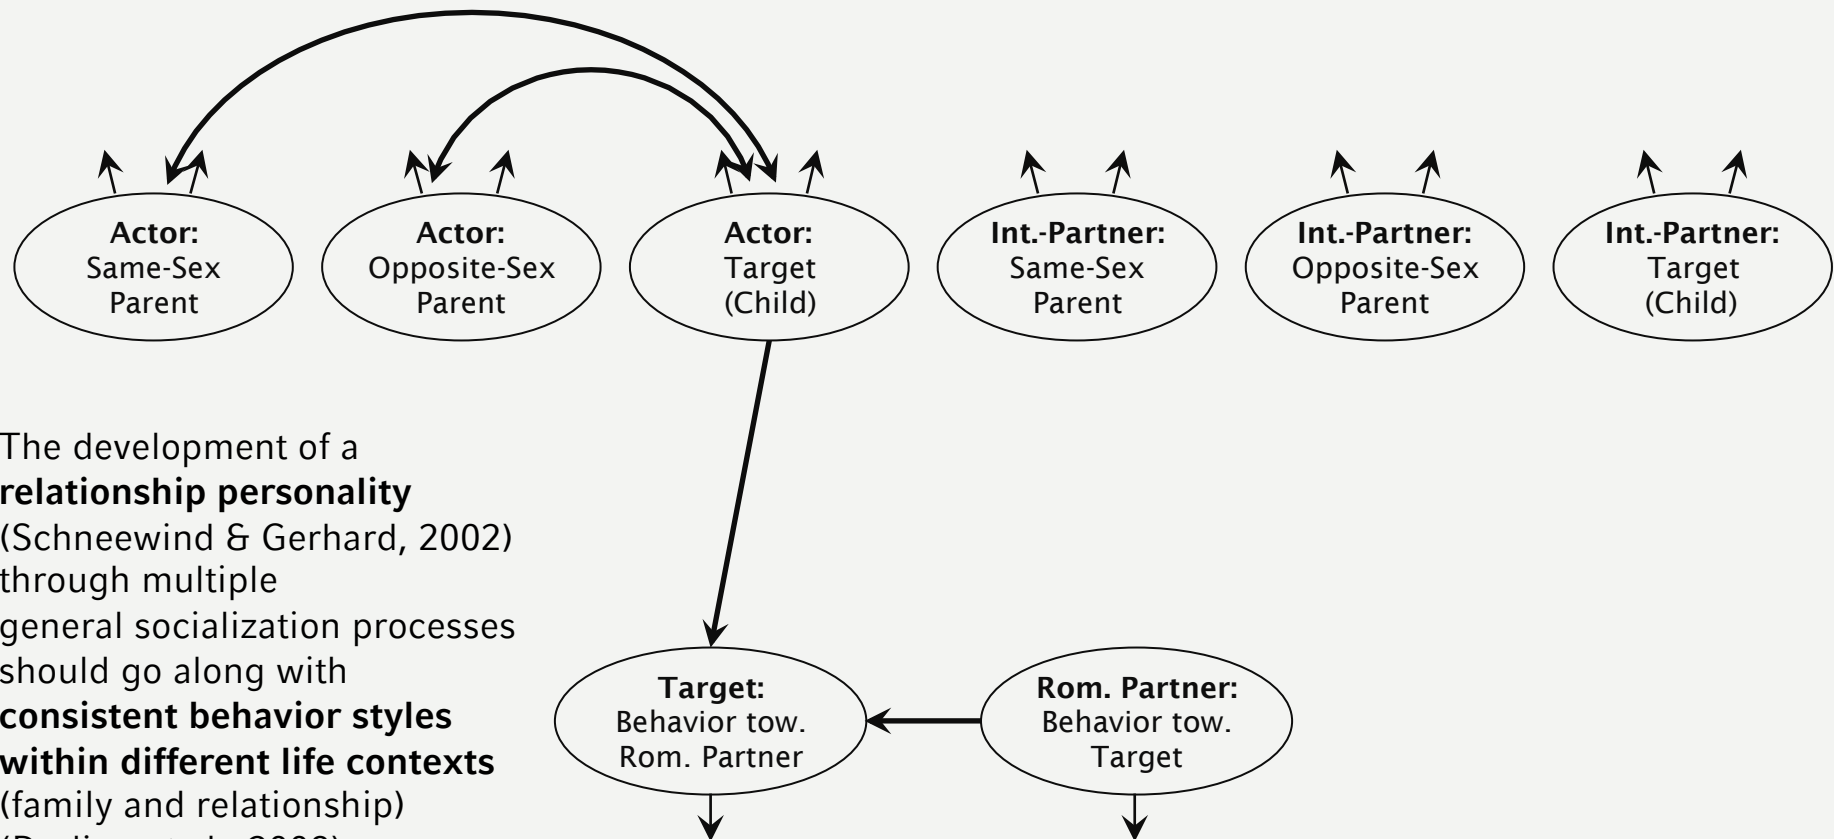 Actor:
Same-Sex
Parent
Actor:
Opposite-Sex
Parent
Actor:
Target
(Child)
Int.-Partner:
Same-Sex
Parent
Int.-Partner:
Opposite-Sex
Parent
Int.-Partner:
Target
(Child)
The development of a
relationship personality
(Schneewind & Gerhard, 2002)
through multiple
general socialization processes
should go along with
consistent behavior styles
within different life contexts
(family and relationship)
Target:
Behavior tow.
Rom. Partner
Rom. Partner:
Behavior tow.
Target